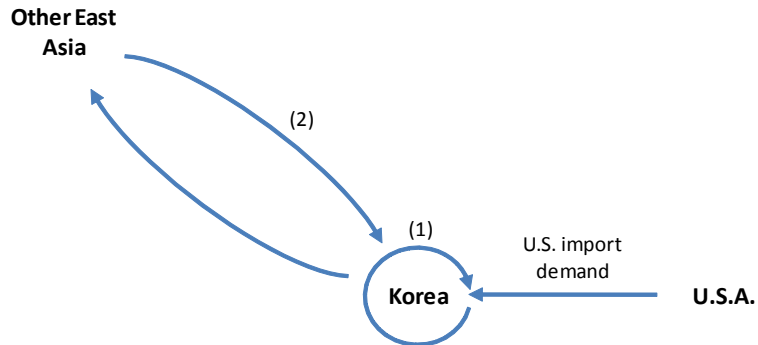 Other East
Asia
(2)
(1)
U.S. import
demand
Korea
U.S.A.